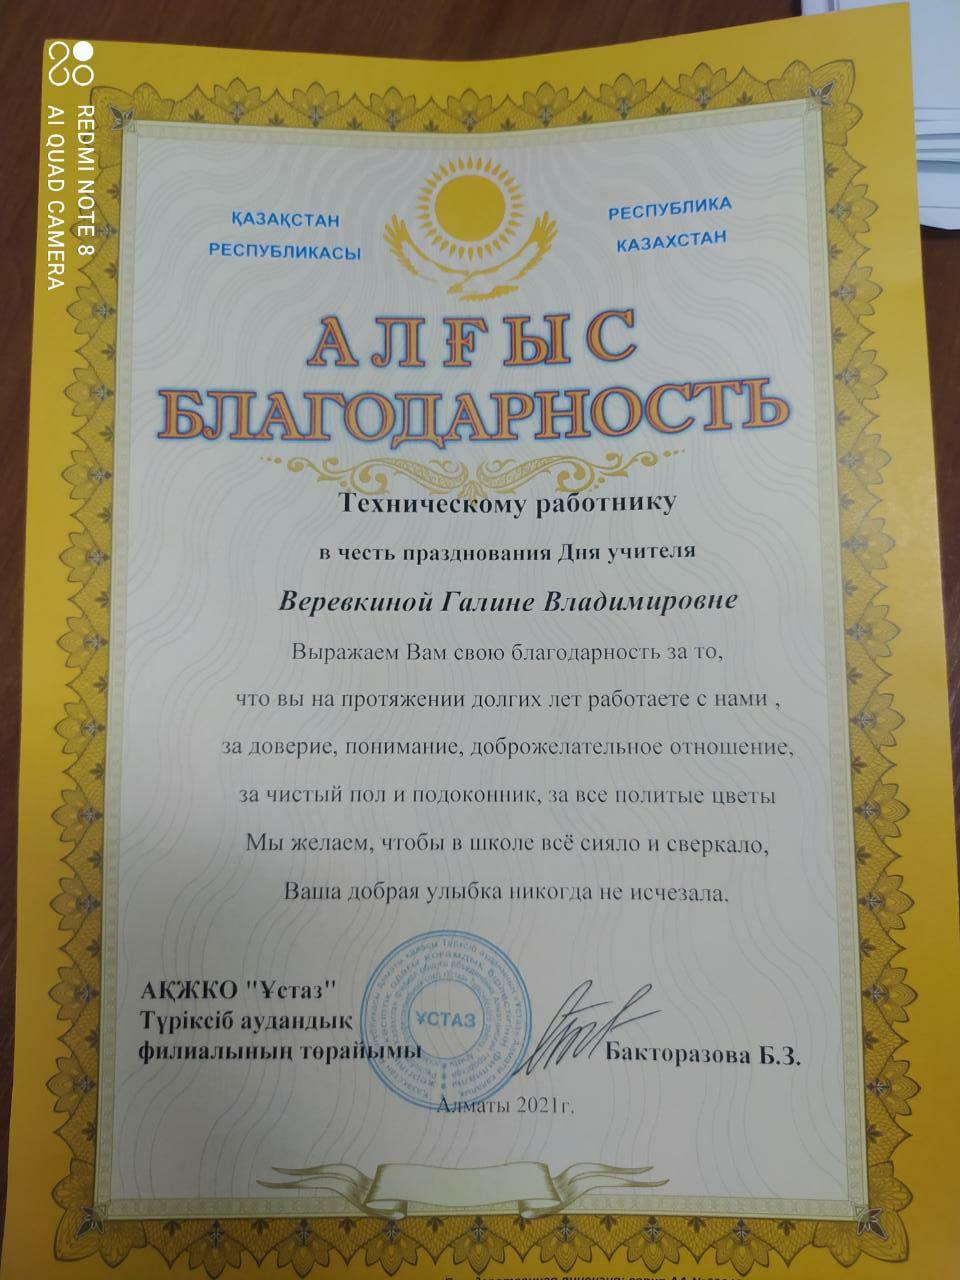 REDMI NOTE 8
AI QUAD CAMERA
ҚАЗАҚСТАН
РЕСПУБЛИКАСЫ
РЕСПУБЛИКА
КАЗАХСТАН
АЛҒЫС
БЛАГОДАРНОСТЬ
Техническому работнику
в честь празднования Дня учителя
Веревкиной Галине Владимировне
Выражаем Вам свою благодарность за то,
что вы на протяжении долгих лет работаете с нами ,
за доверие, понимание, доброжелательное отношение,
за чистый пол и подоконник, за все политые цветы
Мы желаем, чтобы в школе всё сияло и сверкало,
Ваша добрая улыбка никогда не исчезала.
АҚЖКО "Ұстаз"
Түріксіб аудандық
филиалының төрайымы
ҰСТАЗ
Бакторазова Б.З.
Алматы 2021г.